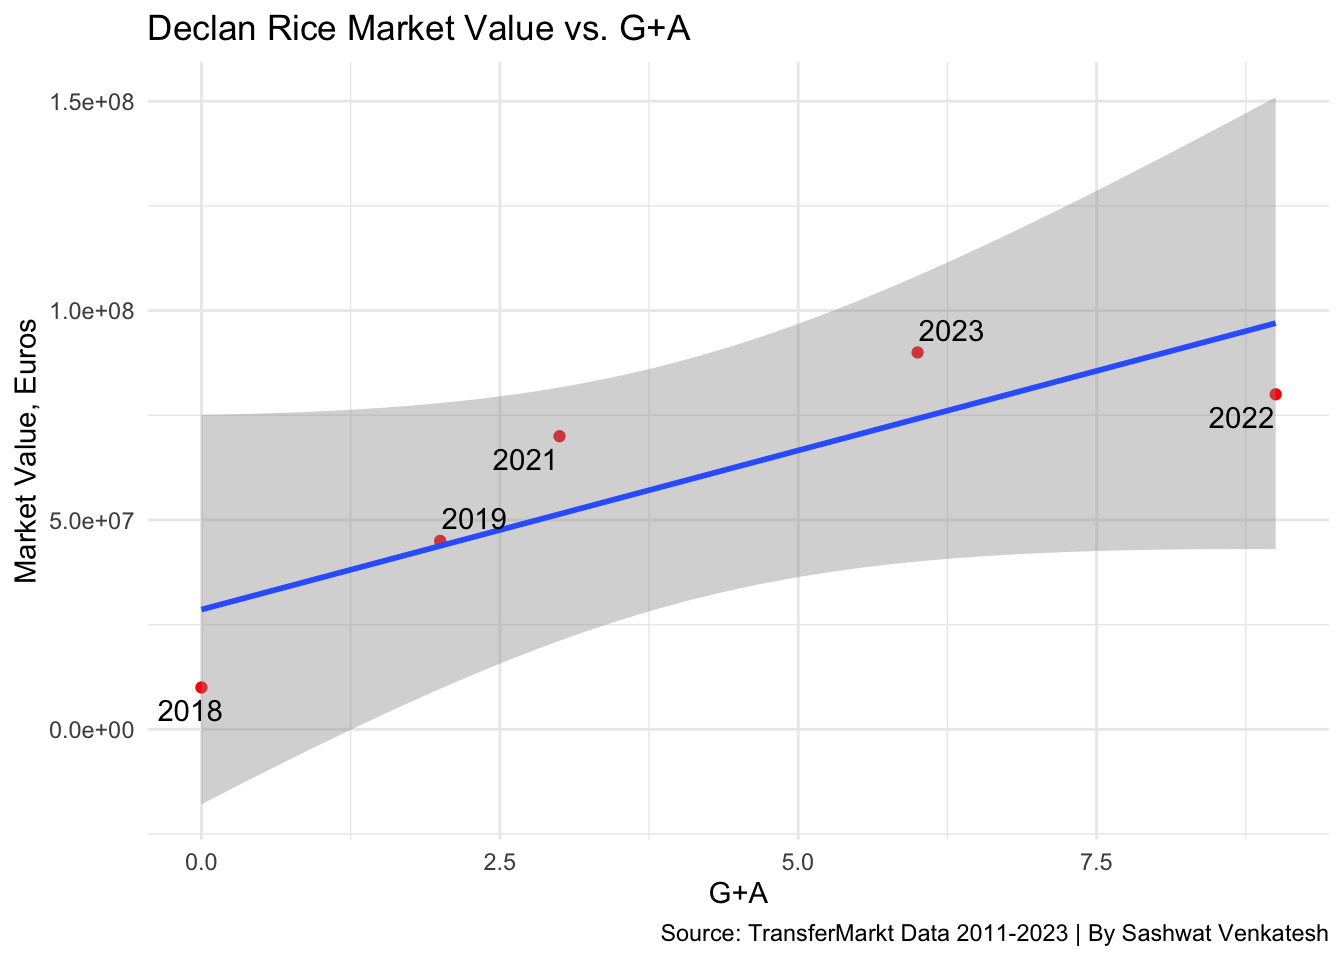 Declan Rice Market Value vs. G+A
Market Value, Euros
1.5e+08
1.0e+08
5.0e+07
0.0e+00
2023
2022
2021
2019
2018
0.0 2.5 5.0 7.5
G+A
Source: TransferMarkt Data 2011-2023 | By Sashwat Venkatesh